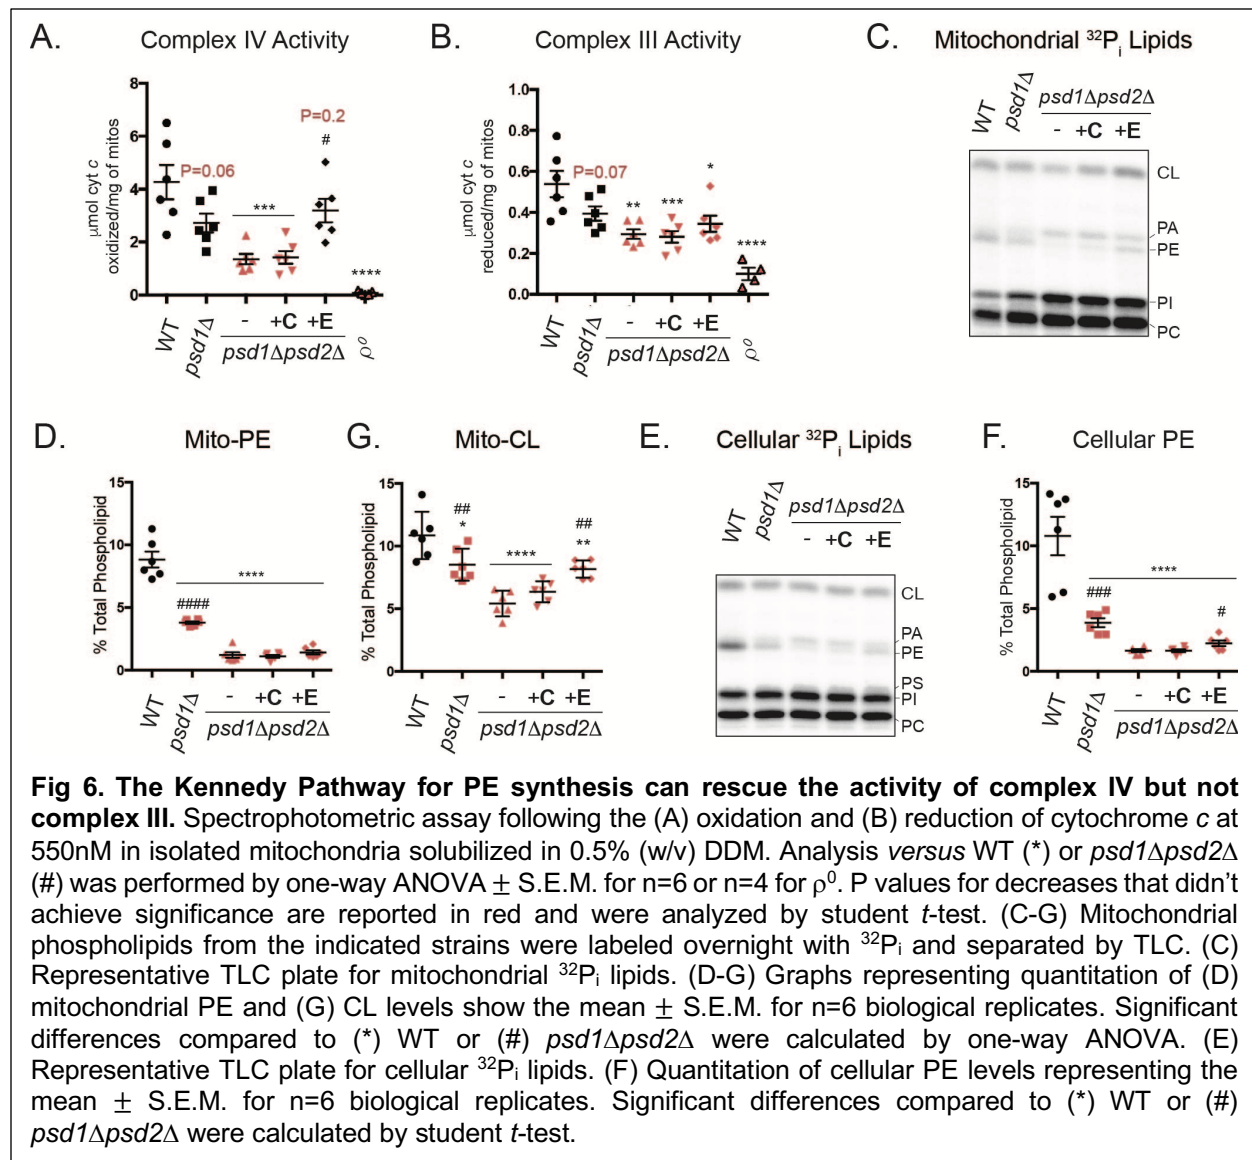 A. Complex IV Activity
μmol cyt c
oxidized/mg of mitos
8
6
4
2
0
P=0.06
***
P=0.2
#
****
WT
psd1Δ
- +C +E
psd1Δpsd2Δ
ρ⁰
B. Complex III Activity
μmol cyt c
reduced/mg of mitos
1.0
0.8
0.6
0.4
0.2
0.0
P=0.07
**
***
*
****
WT
psd1Δ
- +C +E
psd1Δpsd2Δ
ρ⁰
C. Mitochondrial ³²Pᵢ Lipids
WT
psd1Δ
psd1Δpsd2Δ
- +C +E
CL
PA
PE
PI
PC
D. Mito-PE
% Total Phospholipid
15
10
5
0
####
****
WT
psd1Δ
- +C +E
psd1Δpsd2Δ
G. Mito-CL
% Total Phospholipid
15
10
5
0
##
*
****
##
**
WT
psd1Δ
- +C +E
psd1Δpsd2Δ
E. Cellular ³²Pᵢ Lipids
WT
psd1Δ
psd1Δpsd2Δ
- +C +E
CL
PA
PE
PS
PI
PC
F. Cellular PE
% Total Phospholipid
15
10
5
0
###
****
#
WT
psd1Δ
- +C +E
psd1Δpsd2Δ
Fig 6. The Kennedy Pathway for PE synthesis can rescue the activity of complex IV but not
complex III. Spectrophotometric assay following the (A) oxidation and (B) reduction of cytochrome c at
550nM in isolated mitochondria solubilized in 0.5% (w/v) DDM. Analysis versus WT (*) or psd1Δpsd2Δ
(#) was performed by one-way ANOVA ± S.E.M. for n=6 or n=4 for ρ⁰. P values for decreases that didn't
achieve significance are reported in red and were analyzed by student t-test. (C-G) Mitochondrial
phospholipids from the indicated strains were labeled overnight with ³²Pᵢ and separated by TLC. (C)
Representative TLC plate for mitochondrial ³²Pᵢ lipids. (D-G) Graphs representing quantitation of (D)
mitochondrial PE and (G) CL levels show the mean ± S.E.M. for n=6 biological replicates. Significant
differences compared to (*) WT or (#) psd1Δpsd2Δ were calculated by one-way ANOVA. (E)
Representative TLC plate for cellular ³²Pᵢ lipids. (F) Quantitation of cellular PE levels representing the
mean ± S.E.M. for n=6 biological replicates. Significant differences compared to (*) WT or (#)
psd1Δpsd2Δ were calculated by student t-test.